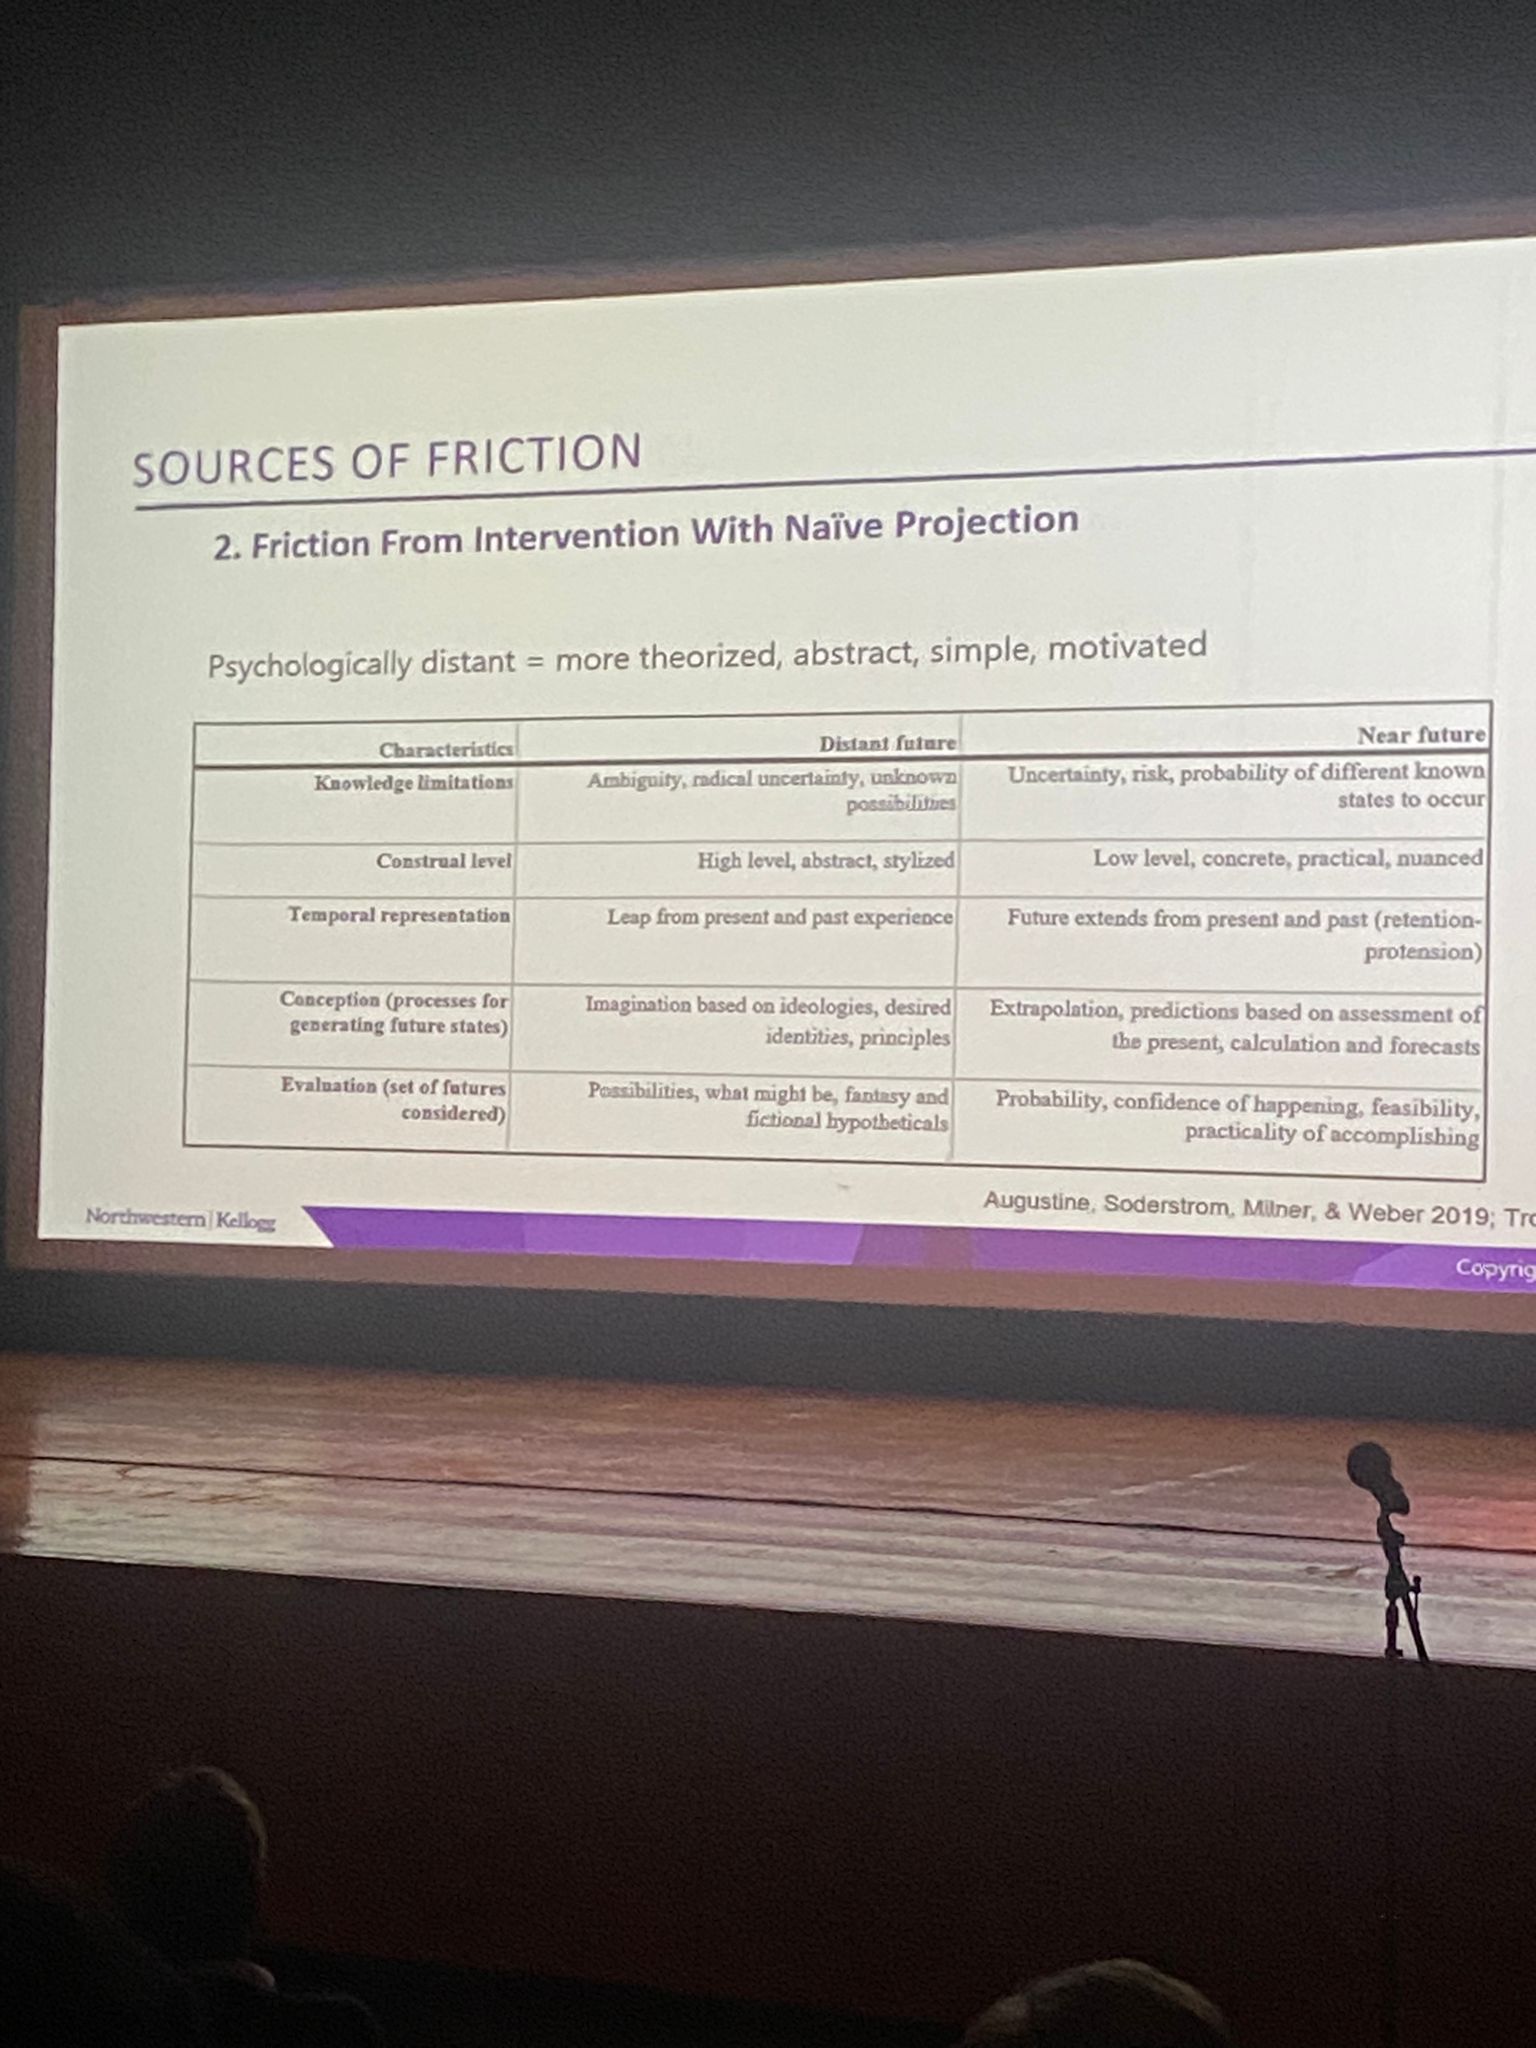 SOURCES OF FRICTION
2. Friction From Intervention With Naïve Projection
Psychologically distant = more theorized, abstract, simple, motivated
Characteristics
Distant future
Near future
Knowledge limitations
Ambiguity, radical uncertainty, unknown
possibilities
Uncertainty, risk, probability of different known
states to occur
Construal level
High level, abstract, stylized
Low level, concrete, practical, nuanced
Temporal representation
Leap from present and past experience
Future extends from present and past (retention-
protension)
Conception (processes for
generating future states)
Imagination based on ideologies, desired
identities, principles
Extrapolation, predictions based on assessment of
the present, calculation and forecasts
Evaluation (set of futures
considered)
Possibilities, what might be, fantasy and
fictional hypotheticals
Probability, confidence of happening, feasibility,
practicality of accomplishing
Augustine, Soderstrom, Milner, & Weber 2019;
Northwestern | Kellogg